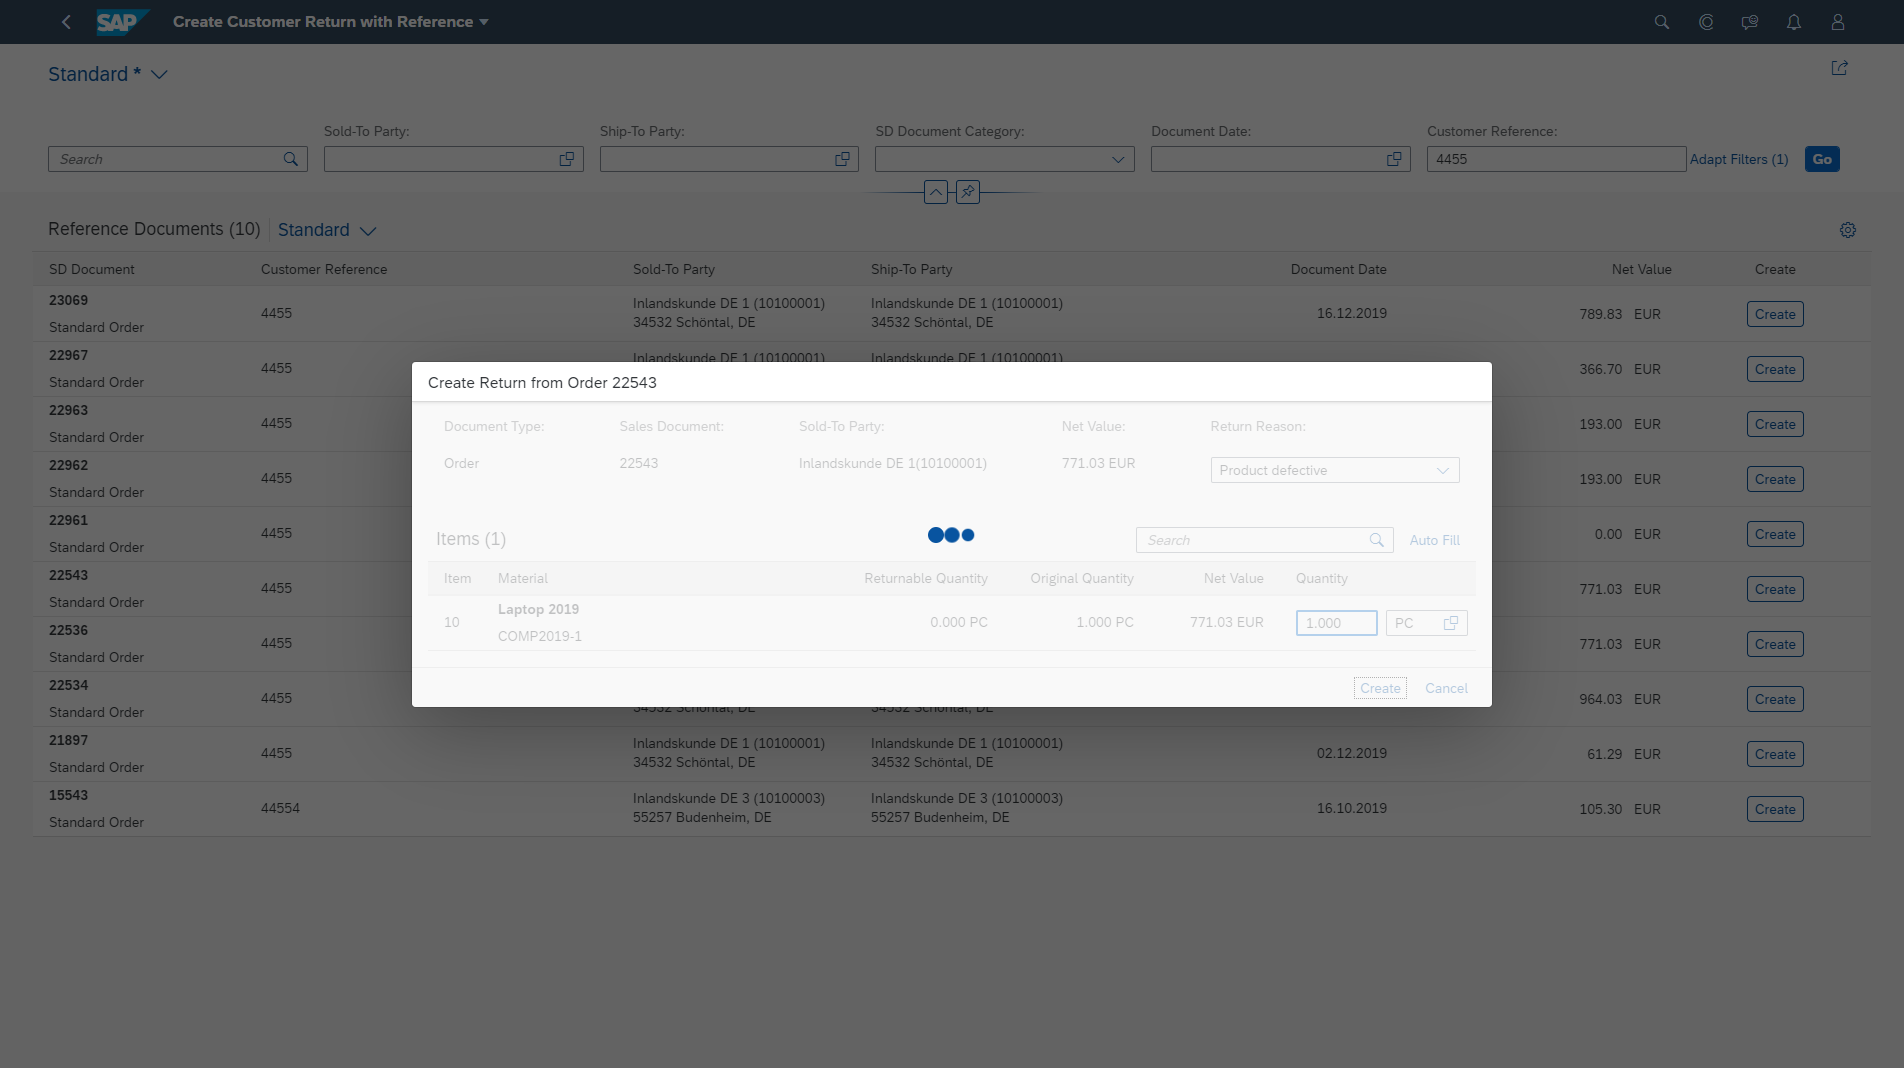 SAP Create Customer Return with Reference
Standard *
Sold-To Party: Ship-To Party: SD Document Category: Document Date: Customer Reference:
Search 4455 Adapt Filters (1) Go
Reference Documents (10) Standard
SD Document Customer Reference Sold-To Party Ship-To Party Document Date Net Value Create
23069
Standard Order
4455
Inlandskunde DE 1 (10100001)
34532 Schöntal, DE
Inlandskunde DE 1 (10100001)
34532 Schöntal, DE
16.12.2019
789.83 EUR
Create
22967
Standard Order
4455
Inlandskunde DE 1 (10100001)
Inlandskunde DE 1 (10100001)
366.70 EUR
Create
22963
Standard Order
4455
193.00 EUR
Create
22962
Standard Order
4455
193.00 EUR
Create
22961
Standard Order
4455
0.00 EUR
Create
22543
Standard Order
4455
771.03 EUR
Create
22536
Standard Order
4455
771.03 EUR
Create
22534
Standard Order
4455
34532 Schöntal, DE
34532 Schöntal, DE
964.03 EUR
Create
21897
Standard Order
4455
Inlandskunde DE 1 (10100001)
34532 Schöntal, DE
Inlandskunde DE 1 (10100001)
34532 Schöntal, DE
02.12.2019
61.29 EUR
Create
15543
Standard Order
44554
Inlandskunde DE 3 (10100003)
55257 Budenheim, DE
Inlandskunde DE 3 (10100003)
55257 Budenheim, DE
16.10.2019
105.30 EUR
Create
Create Return from Order 22543
Document Type: Sales Document: Sold-To Party: Net Value: Return Reason:
Order 22543 Inlandskunde DE 1(10100001) 771.03 EUR Product defective
Items (1) Search Auto Fill
Item Material Returnable Quantity Original Quantity Net Value Quantity
10
Laptop 2019
COMP2019-1
0.000 PC 1.000 PC 771.03 EUR 1.000 PC
Create Cancel